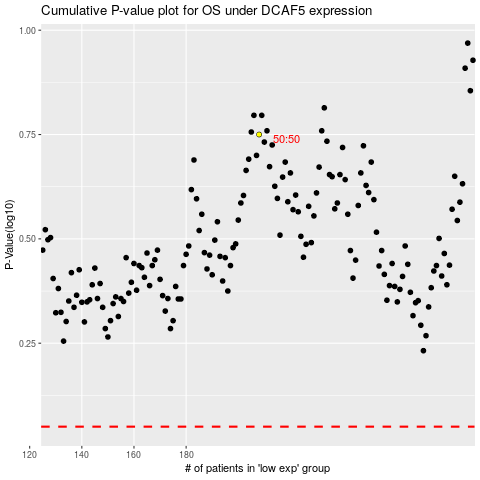 Cumulative P-value plot for OS under DCAF5 expression
1.00
0.75
0.50
0.25
P-Value(log10)
50:50
120 140 160 180
# of patients in 'low exp' group